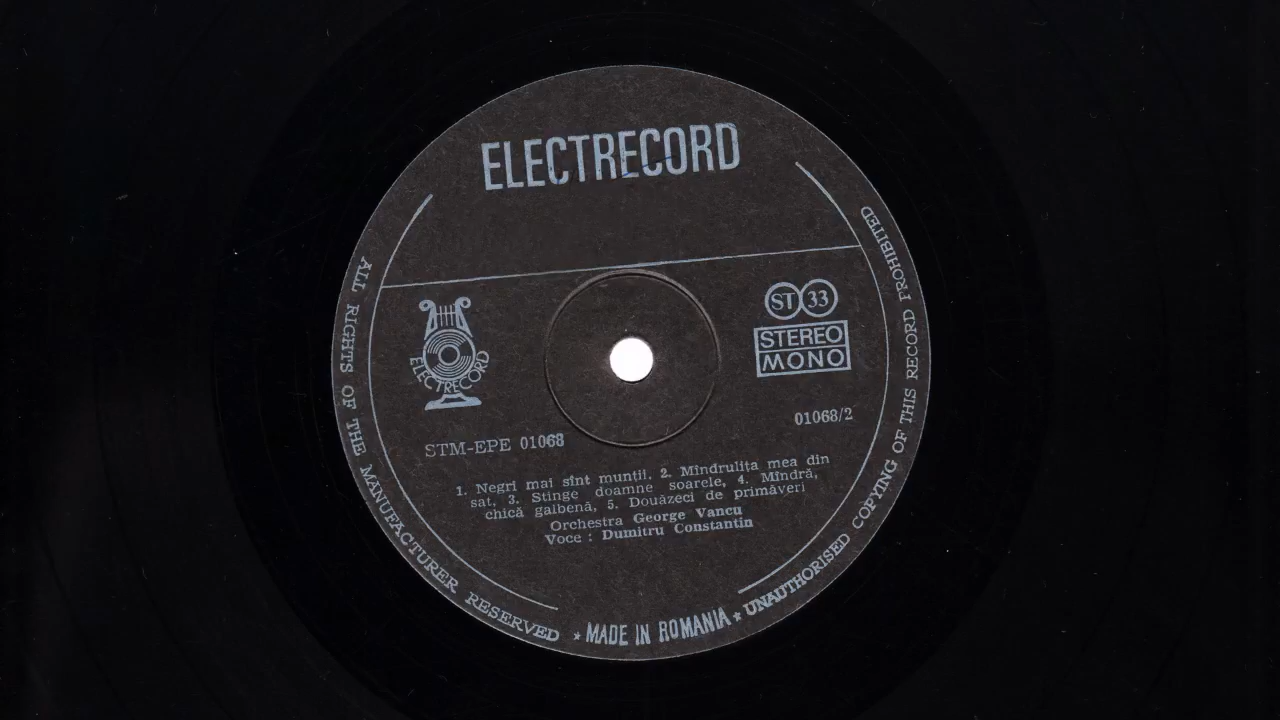 ELECTRECORD
ALL RIGHTS OF THE MANUFACTURER RESERVED
★ MADE IN ROMANIA ★
UNAUTHORISED COPYING OF THIS RECORD PROHIBITED
ELECTRECORD
ST 33
STEREO
MONO
STM-EPE 01068
01068/2
1. Negri mai sînt munții. 2. Mîndrulița mea din
sat, 3. Stinge doamne soarele, 4. Mîndră,
chică galbenă, 5. Douăzeci de primăveri
Orchestra George Vancu
Voce : Dumitru Constantin